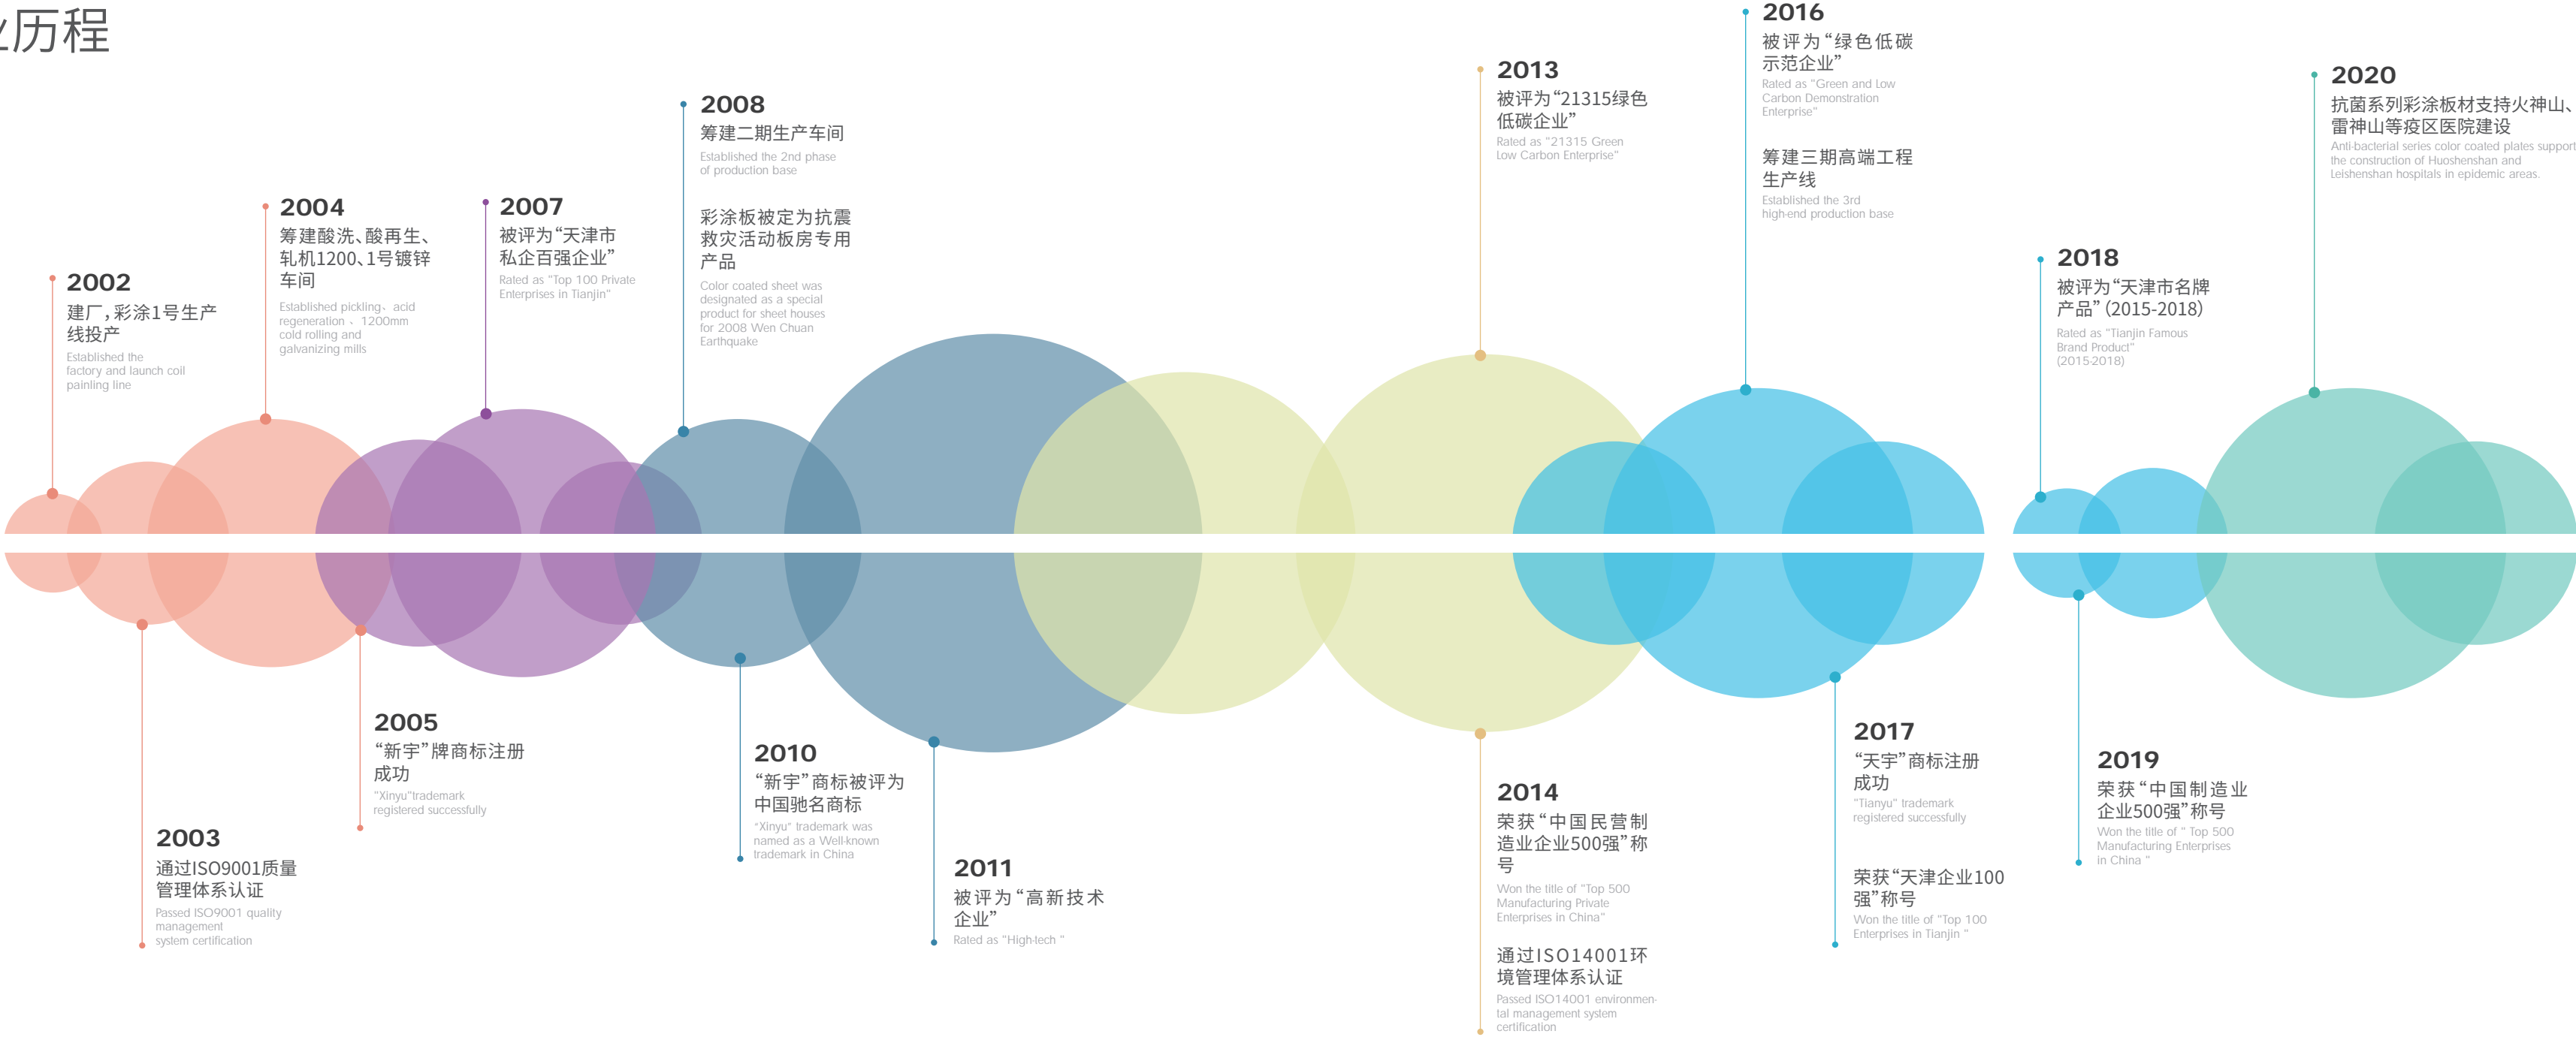 历程
2002
建厂，彩涂1号生产
线投产
Established the
factory and launch coil
painling line
2003
通过ISO9001质量
管理体系认证
Passed ISO9001 quality
management
system certification
2004
筹建酸洗、酸再生、
轧机1200、1号镀锌
车间
Established pickling、acid
regeneration 、1200mm
cold rolling and
galvanizing mills
2005
“新宇”牌商标注册
成功
"Xinyu"trademark
registered successfully
2007
被评为“天津市
私企百强企业”
Rated as "Top 100 Private
Enterprises in Tianjin"
2008
筹建二期生产车间
Established the 2nd phase
of production base
彩涂板被定为抗震
救灾活动板房专用
产品
Color coated sheet was
designated as a special
product for sheet houses
for 2008 Wen Chuan
Earthquake
2010
“新宇”商标被评为
中国驰名商标
"Xinyu" trademark was
named as a Well-known
trademark in China
2011
被评为“高新技术
企业”
Rated as "High-tech "
2013
被评为“21315绿色
低碳企业”
Rated as "21315 Green
Low Carbon Enterprise"
2014
荣获“中国民营制
造业企业500强”称
号
Won the title of "Top 500
Manufacturing Private
Enterprises in China"
通过ISO14001环
境管理体系认证
Passed ISO14001 environmen-
tal management system
certification
2016
被评为“绿色低碳
示范企业”
Rated as "Green and Low
Carbon Demonstration
Enterprise"
筹建三期高端工程
生产线
Established the 3rd
high-end production base
2017
“天宇”商标注册
成功
"Tianyu" trademark
registered successfully
荣获“天津企业100
强”称号
Won the title of "Top 100
Enterprises in Tianjin "
2018
被评为“天津市名牌
产品”（2015-2018）
Rated as "Tianjin Famous
Brand Product"
(2015-2018)
2019
荣获“中国制造业
企业500强”称号
Won the title of " Top 500
Manufacturing Enterprises
in China "
2020
抗菌系列彩涂板材支持火神山、
雷神山等疫区医院建设
Anti-bacterial series color coated plates support
the construction of Huoshenshan and
Leishenshan hospitals in epidemic areas.